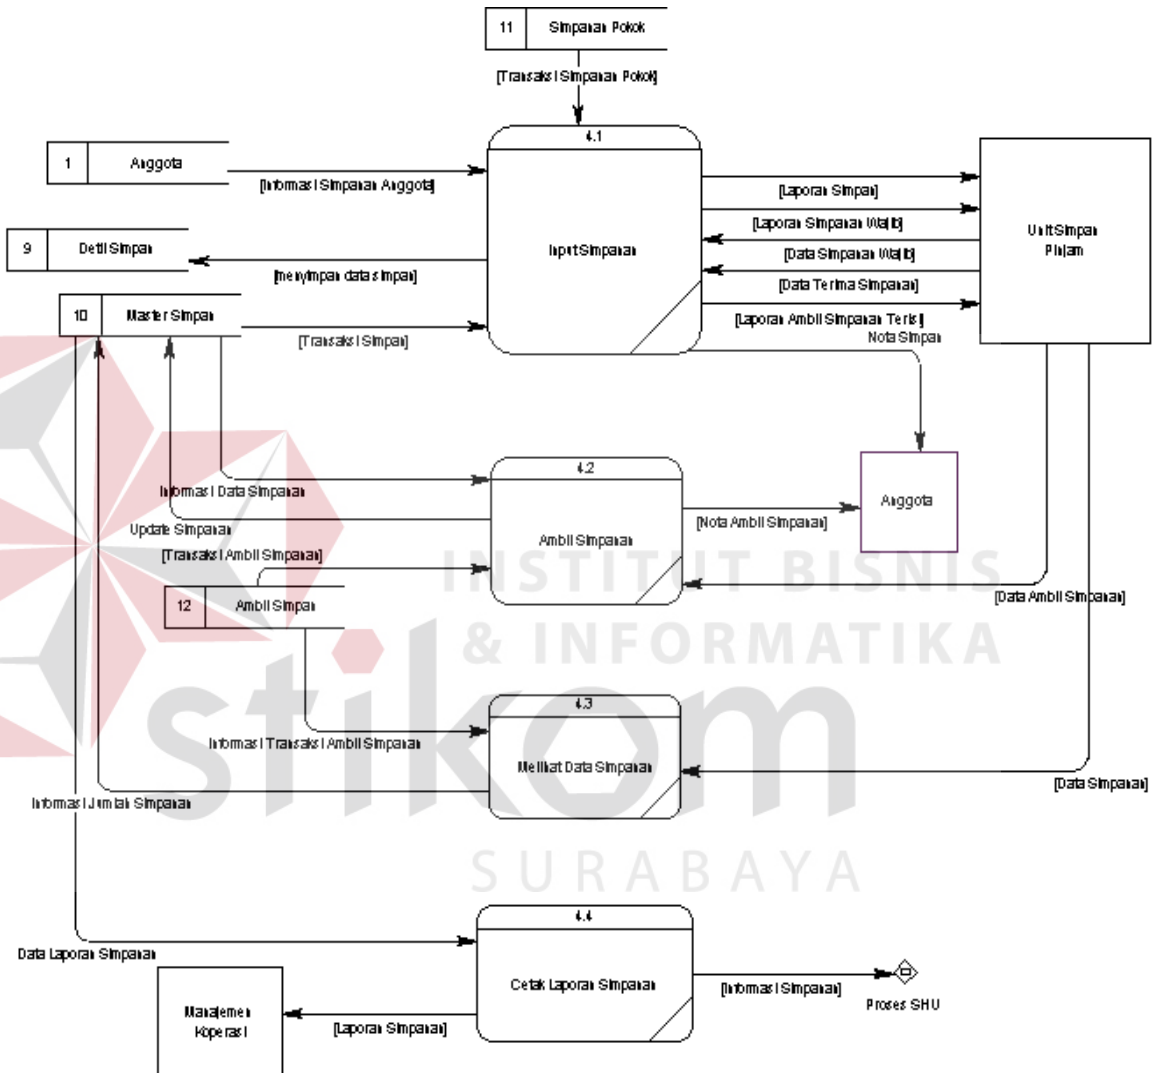 11 Simpanan Pokok
[Transaksi Simpanan Pokok]
4.1
1 Anggota
[Informasi Simpanan Anggota]
Input Simpanan
[Laporan Simpan]
[Laporan Simpanan Wajib]
[Data Simpanan Wajib]
[Data Terima Simpanan]
[Laporan Ambil Simpanan Terisi]
Nota Simpan
Unit Simpan
Pinjam
9 Detil Simpan
[menyimpan data simpan]
10 Master Simpan
[Transaksi Simpan]
4.2
Informasi Data Simpanan
Update Simpanan
[Transaksi Ambil Simpanan]
Ambil Simpanan
[Nota Ambil Simpanan]
Anggota
12 Ambil Simpan
[Data Ambil Simpanan]
INSTITUT BISNIS
& INFORMATIKA
stikom
SURABAYA
4.3
Informasi Transaksi Ambil Simpanan
Melihat Data Simpanan
[Data Simpanan]
Informasi Jumlah Simpanan
4.4
Data Laporan Simpanan
Cetak Laporan Simpanan
[Informasi Simpanan]
Proses SHU
Manajemen
Koperasi
[Laporan Simpanan]